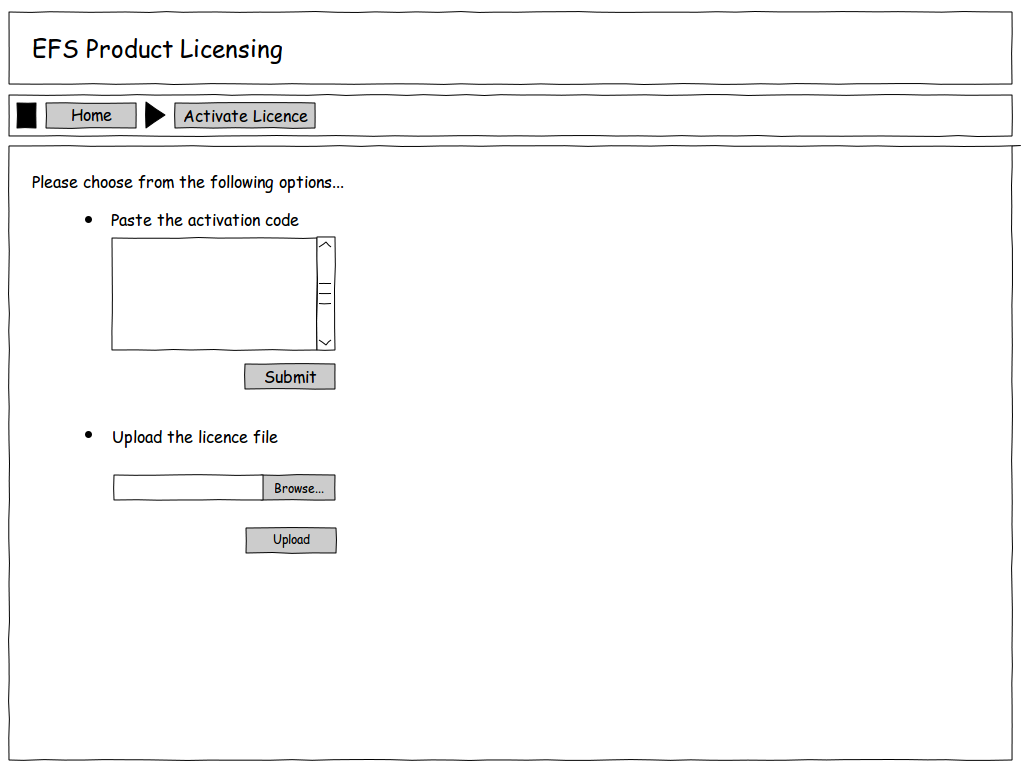 EFS Product Licensing
Home
Activate Licence
Please choose from the following options...
Paste the activation code
Submit
Upload the licence file
Browse...
Upload